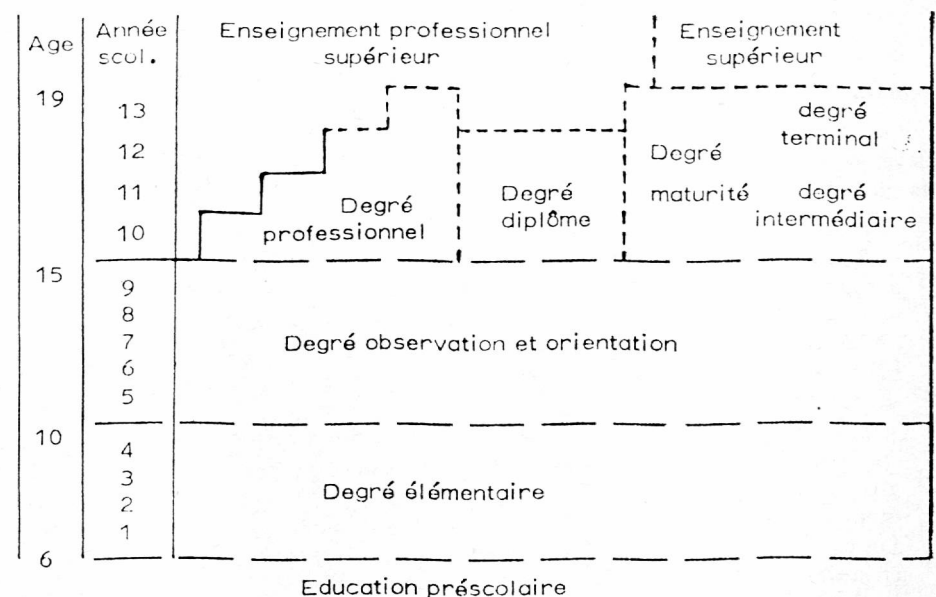 Age
Année
scol.
Enseignement professionnel
supérieur
Enseignement
supérieur
19
13
12
11
10
Degré
professionnel
Degré
diplôme
Degré
maturité
degré
terminal
degré
intermédiaire
15
9
8
7
6
5
Degré observation et orientation
10
4
3
2
1
Degré élémentaire
6
Education préscolaire